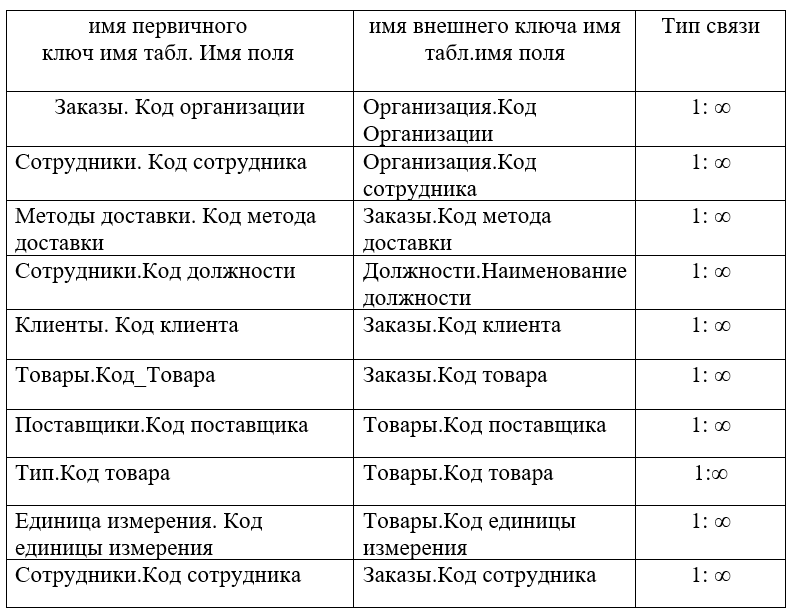 имя первичного
ключ имя табл. Имя поля
имя внешнего ключа имя
табл.имя поля
Тип связи
Заказы. Код организации
Организация.Код
Организации
1: ∞
Сотрудники. Код сотрудника
Организация.Код
сотрудника
1: ∞
Методы доставки. Код метода
доставки
Заказы.Код метода
доставки
1: ∞
Сотрудники.Код должности
Должности.Наименование
должности
1: ∞
Клиенты. Код клиента
Заказы.Код клиента
1: ∞
Товары.Код_Товара
Заказы.Код товара
1: ∞
Поставщики.Код поставщика
Товары.Код поставщика
1: ∞
Тип.Код товара
Товары.Код товара
1:∞
Единица измерения. Код
единицы измерения
Товары.Код единицы
измерения
1: ∞
Сотрудники.Код сотрудника
Заказы.Код сотрудника
1: ∞